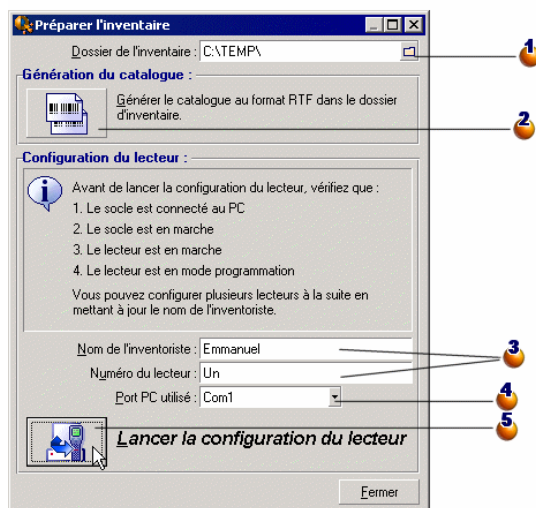 Préparer l'inventaire
Dossier de l'inventaire : C:\TEMP\
1
Génération du catalogue :
Générer le catalogue au format RTF dans le dossier
d'inventaire.
2
Configuration du lecteur :
Avant de lancer la configuration du lecteur, vérifiez que :
1. Le socle est connecté au PC
2. Le socle est en marche
3. Le lecteur est en marche
4. Le lecteur est en mode programmation
Vous pouvez configurer plusieurs lecteurs à la suite en
mettant à jour le nom de l'inventoriste.
Nom de l'inventoriste : Emmanuel
3
Numéro du lecteur : Un
Port PC utilisé : Com1
4
5
Lancer la configuration du lecteur
Fermer